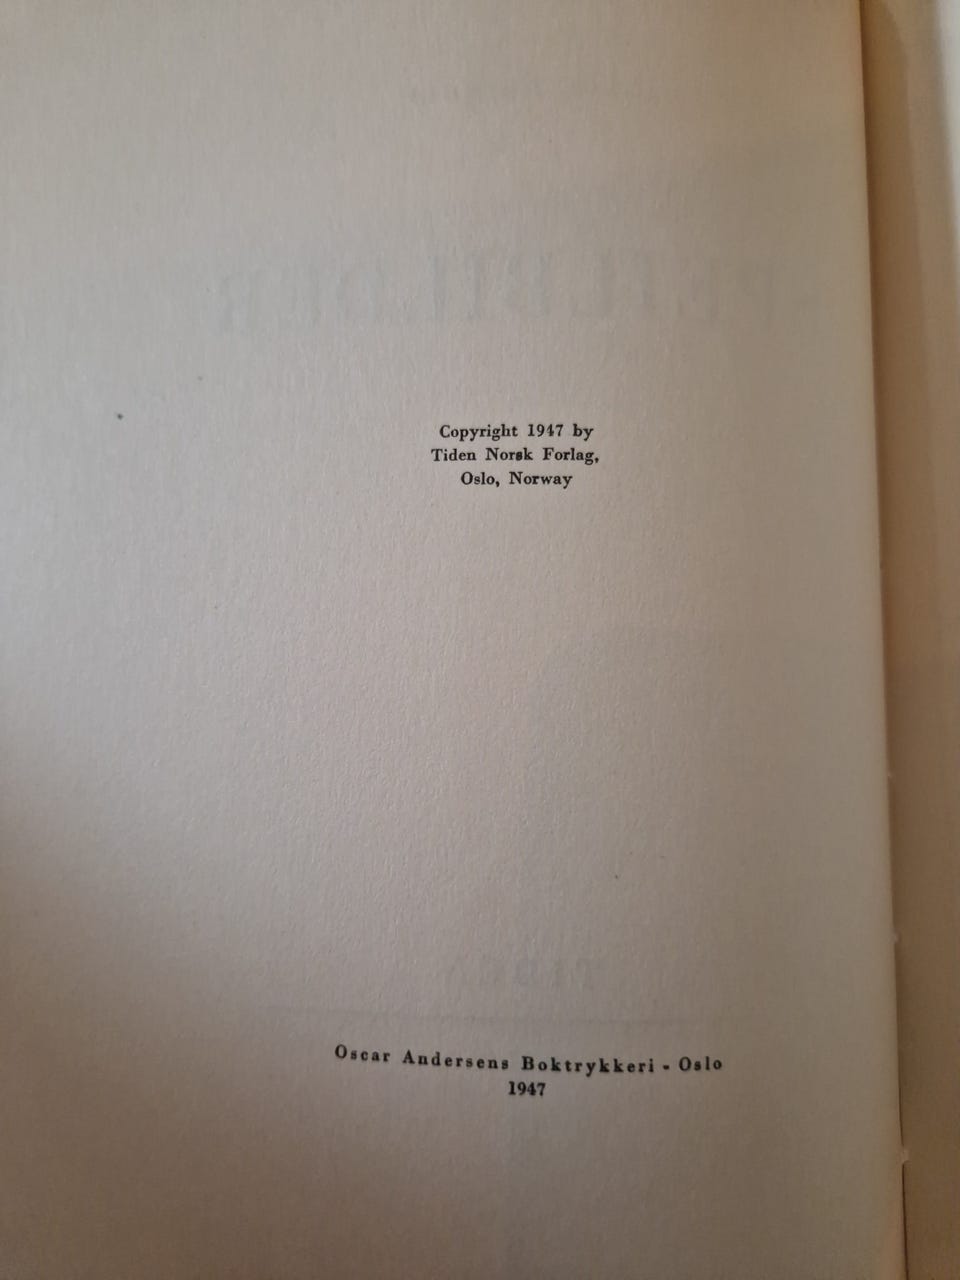 Copyright 1947 by
Tiden Norsk Forlag,
Oslo, Norway
Oscar Andersens Boktrykkeri - Oslo
1947